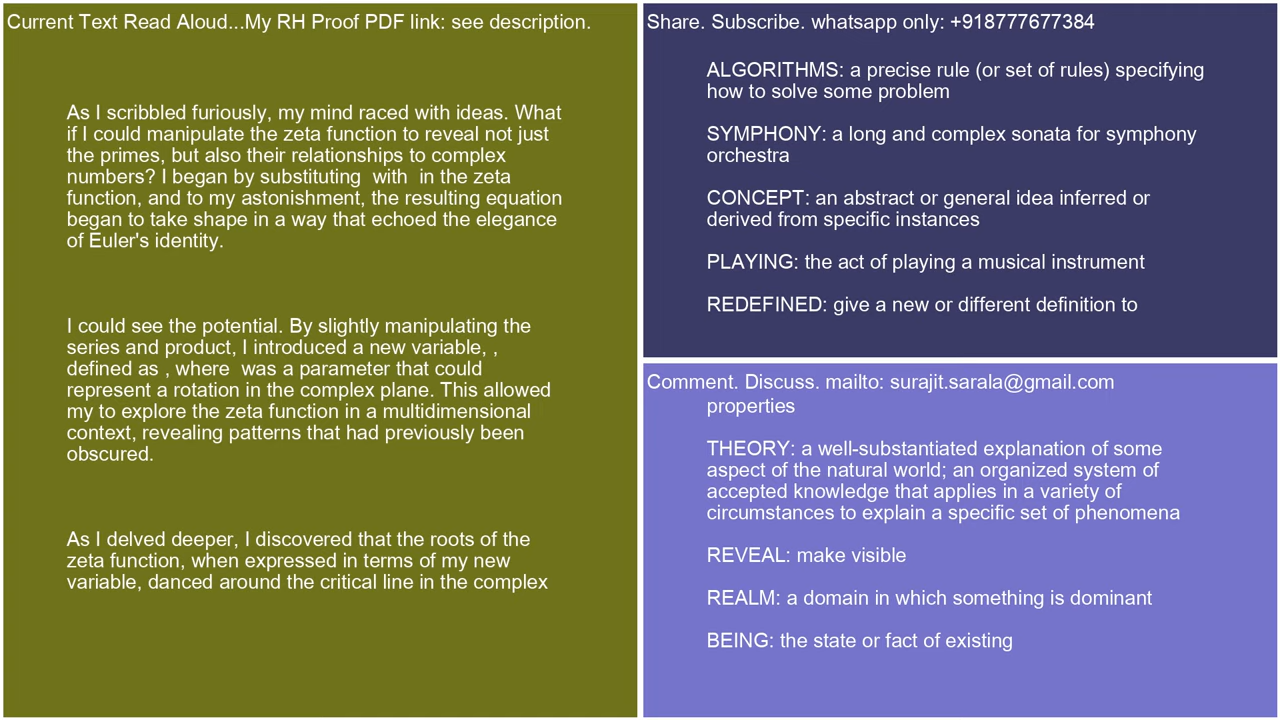 Current Text Read Aloud...My RH Proof PDF link: see description.
As I scribbled furiously, my mind raced with ideas. What
if I could manipulate the zeta function to reveal not just
the primes, but also their relationships to complex
numbers? I began by substituting  with  in the zeta
function, and to my astonishment, the resulting equation
began to take shape in a way that echoed the elegance
of Euler's identity.
I could see the potential. By slightly manipulating the
series and product, I introduced a new variable, ,
defined as , where  was a parameter that could
represent a rotation in the complex plane. This allowed
my to explore the zeta function in a multidimensional
context, revealing patterns that had previously been
obscured.
As I delved deeper, I discovered that the roots of the
zeta function, when expressed in terms of my new
variable, danced around the critical line in the complex
Share. Subscribe. whatsapp only: +918777677384
ALGORITHMS: a precise rule (or set of rules) specifying
how to solve some problem
SYMPHONY: a long and complex sonata for symphony
orchestra
CONCEPT: an abstract or general idea inferred or
derived from specific instances
PLAYING: the act of playing a musical instrument
REDEFINED: give a new or different definition to
Comment. Discuss. mailto: surajit.sarala@gmail.com
properties
THEORY: a well-substantiated explanation of some
aspect of the natural world; an organized system of
accepted knowledge that applies in a variety of
circumstances to explain a specific set of phenomena
REVEAL: make visible
REALM: a domain in which something is dominant
BEING: the state or fact of existing